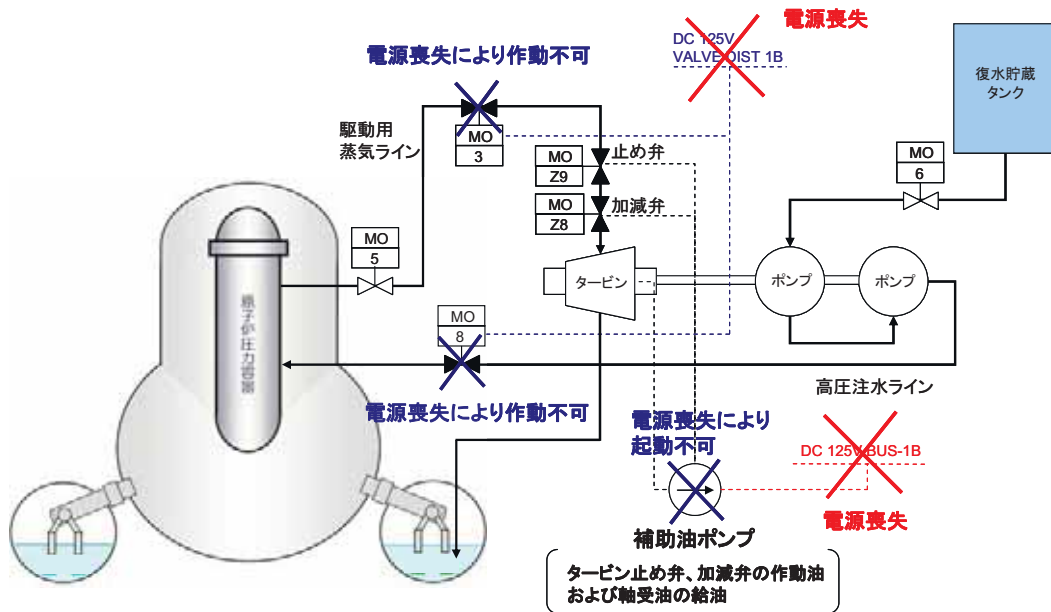 電源喪失
DC 125V
VALVE DIST 1B
電源喪失により作動不可
復水貯蔵
タンク
駆動用
蒸気ライン
MO
3
止め弁
MO
Z9
MO
6
加減弁
MO
Z8
MO
5
タービン
ポンプ
ポンプ
原子炉圧力容器
MO
8
高圧注水ライン
電源喪失により作動不可
電源喪失により
起動不可
DC 125V BUS-1B
電源喪失
補助油ポンプ
タービン止め弁、加減弁の作動油
および軸受油の給油